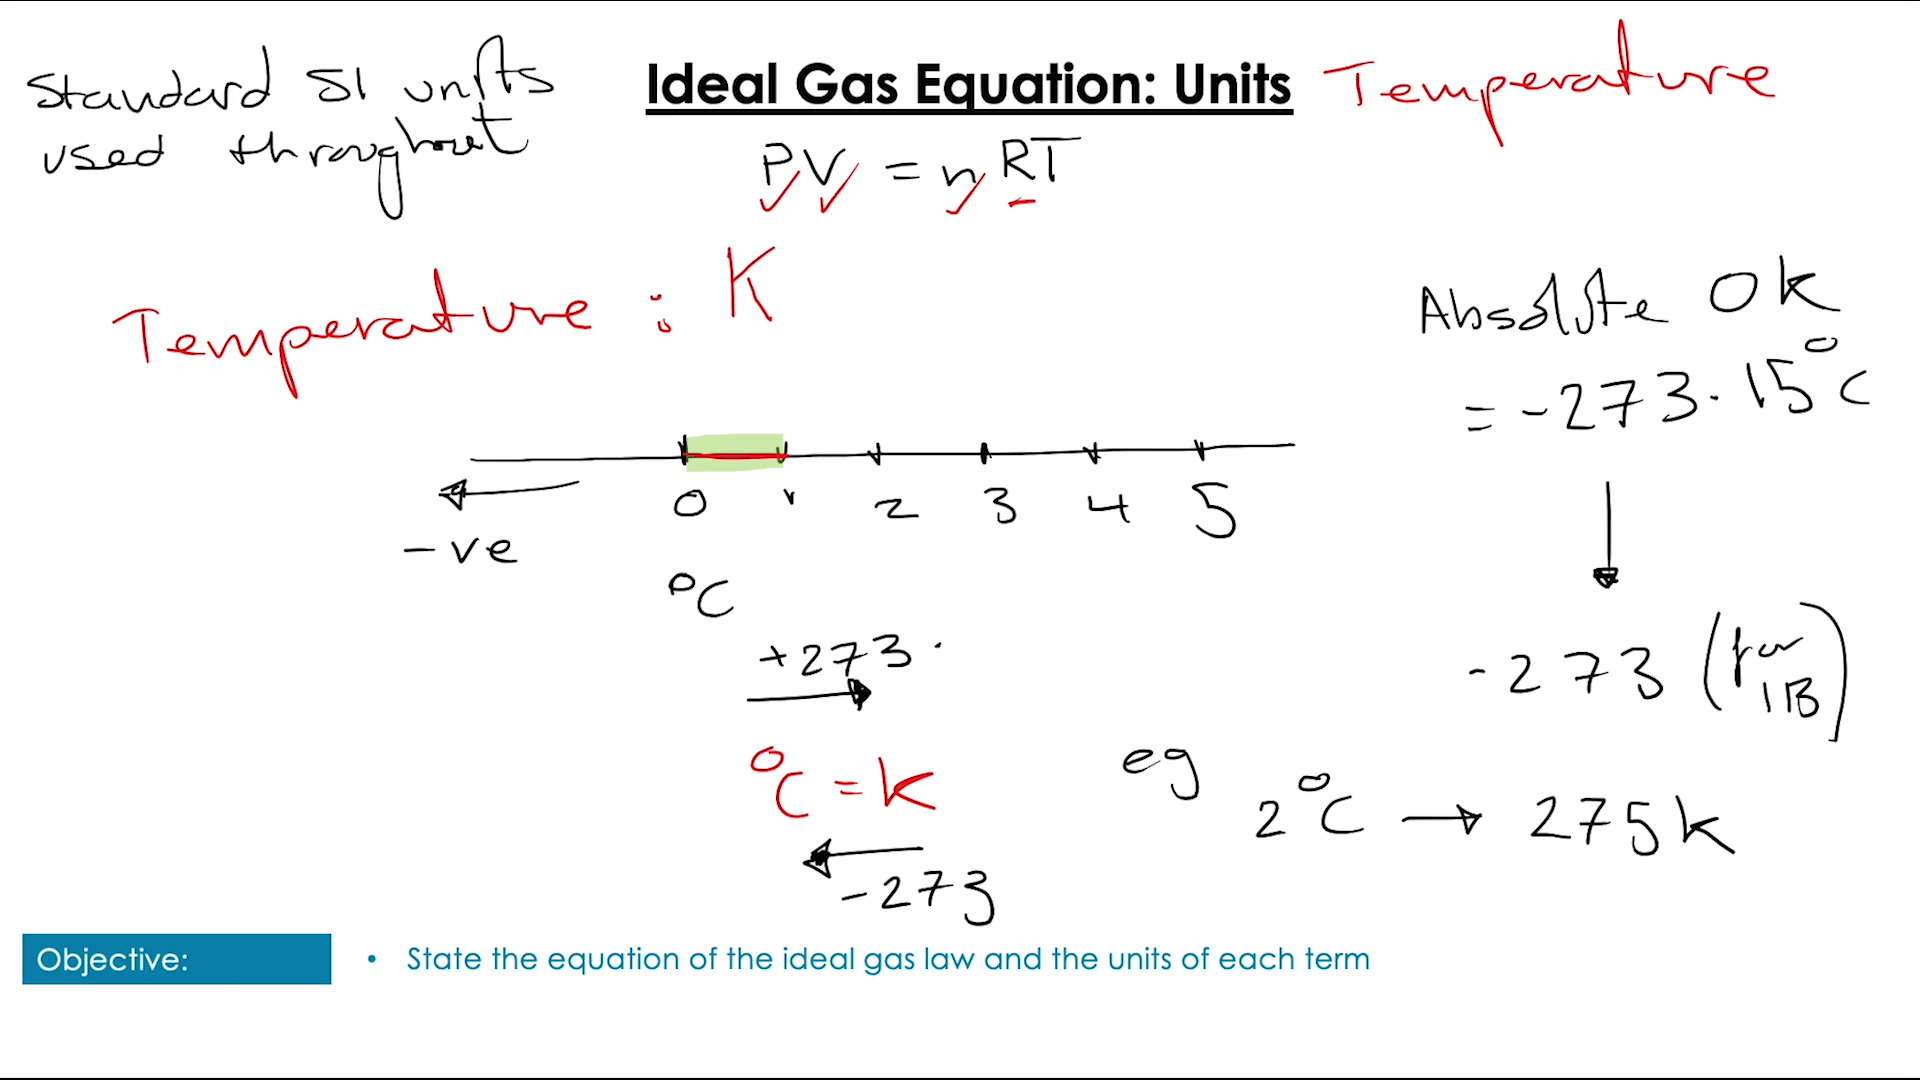 Standard SI units
used throughout
Ideal Gas Equation: Units
Temperature
PV = nRT
Temperature : K
Absolute 0K
= -273.15°C
0 1 2 3 4 5
-ve
°C
+273.
-273 (for
IB)
°C = K
-273
eg
2°C → 275K
Objective:
• State the equation of the ideal gas law and the units of each term